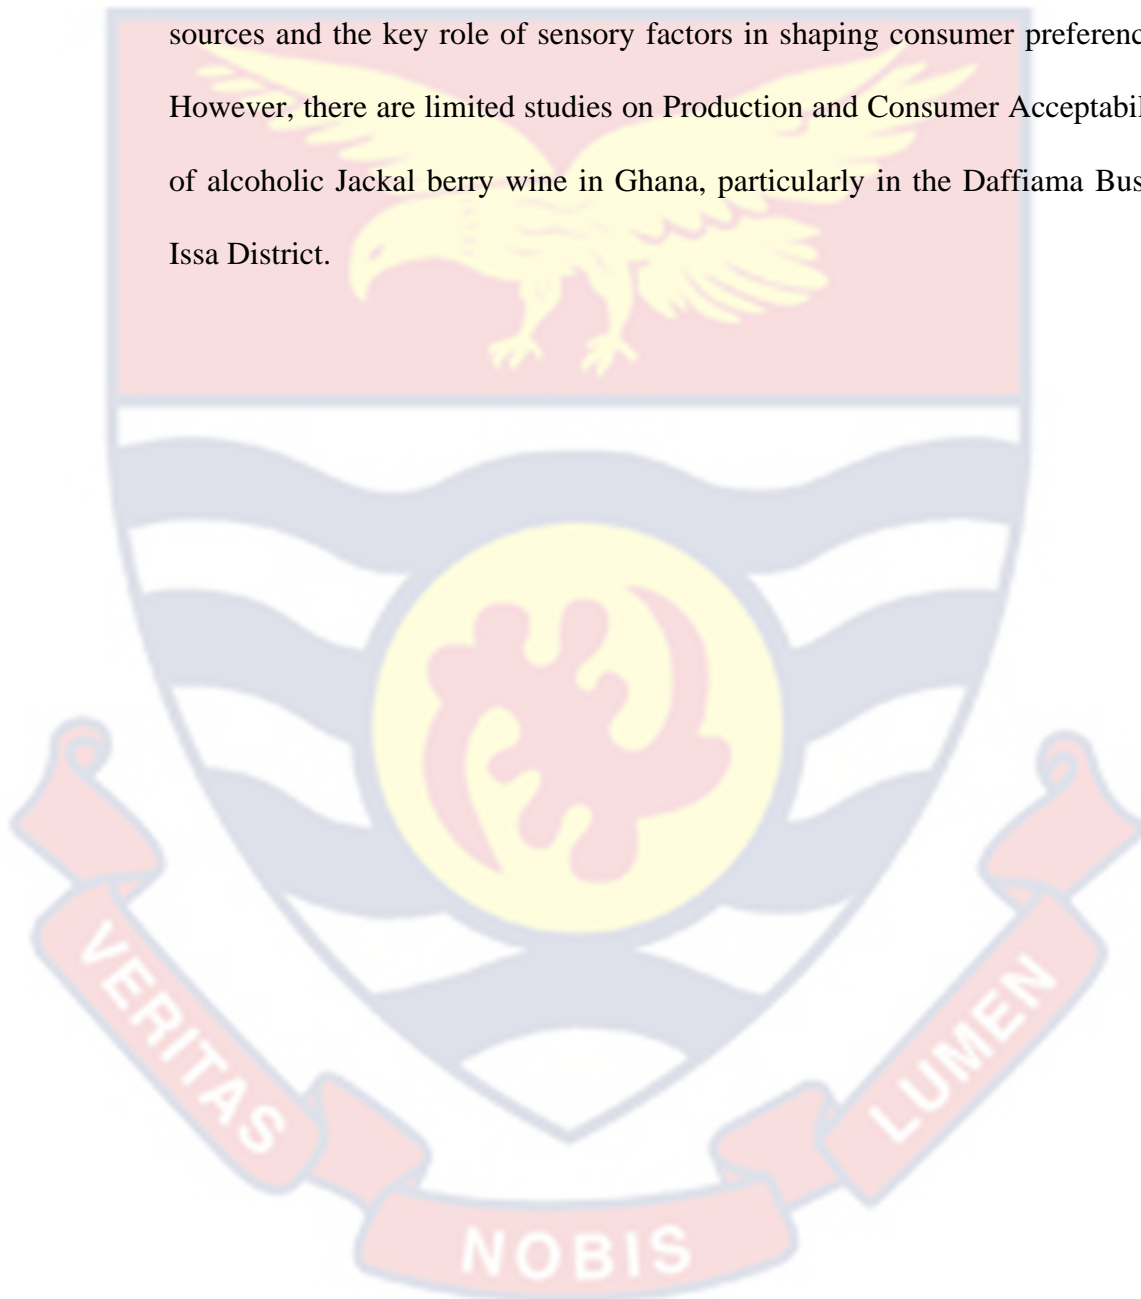 sources and the key role of sensory factors in shaping consumer preferenc
However, there are limited studies on Production and Consumer Acceptabil
of alcoholic Jackal berry wine in Ghana, particularly in the Daffiama Bus
Issa District.
VERITAS
NOBIS
LUMEN